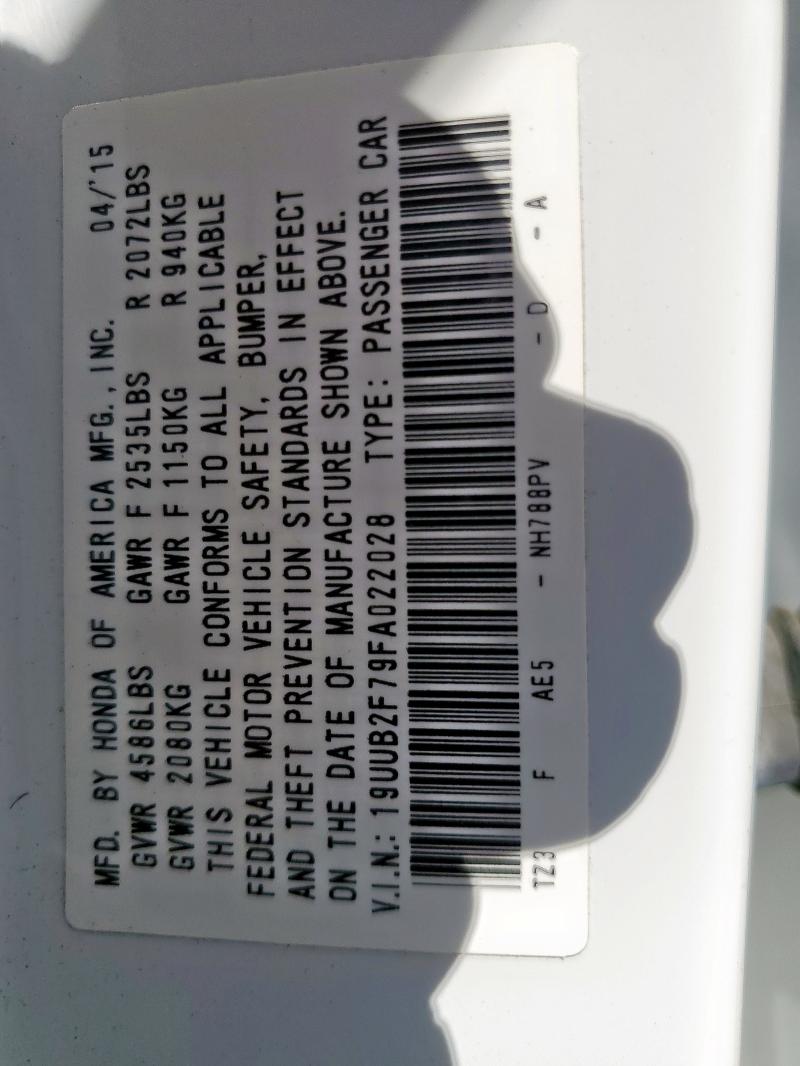 MFD. BY HONDA OF AMERICA MFG., INC. 04/'15
GVWR 4586LBS GAWR F 2535LBS R 2072LBS
GVWR 2080KG GAWR F 1150KG R 940KG
THIS VEHICLE CONFORMS TO ALL APPLICABLE
FEDERAL MOTOR VEHICLE SAFETY, BUMPER,
AND THEFT PREVENTION STANDARDS IN EFFECT
ON THE DATE OF MANUFACTURE SHOWN ABOVE.
V.I.N.: 19UUB2F79FA022028 TYPE: PASSENGER CAR
TZ3 F AE5 - NH788PV - D - A